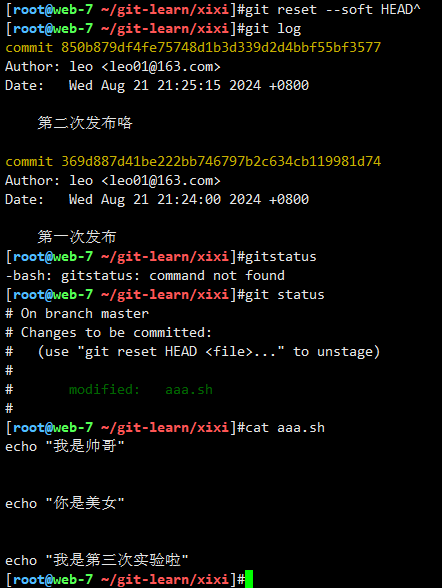 [root@web-7 ~/git-learn/xixi]#git reset --soft HEAD^
[root@web-7 ~/git-learn/xixi]#git log
commit 850b879df4fe75748d1b3d339d2d4bbf55bf3577
Author: leo <leo01@163.com>
Date:   Wed Aug 21 21:25:15 2024 +0800
    第二次发布咯
commit 369d887d41be222bb746797b2c634cb119981d74
Author: leo <leo01@163.com>
Date:   Wed Aug 21 21:24:00 2024 +0800
    第一次发布
[root@web-7 ~/git-learn/xixi]#gitstatus
-bash: gitstatus: command not found
[root@web-7 ~/git-learn/xixi]#git status
# On branch master
# Changes to be committed:
#   (use "git reset HEAD <file>..." to unstage)
#
#       modified:   aaa.sh
#
[root@web-7 ~/git-learn/xixi]#cat aaa.sh
echo "我是帅哥"
echo "你是美女"
echo "我是第三次实验啦"
[root@web-7 ~/git-learn/xixi]#